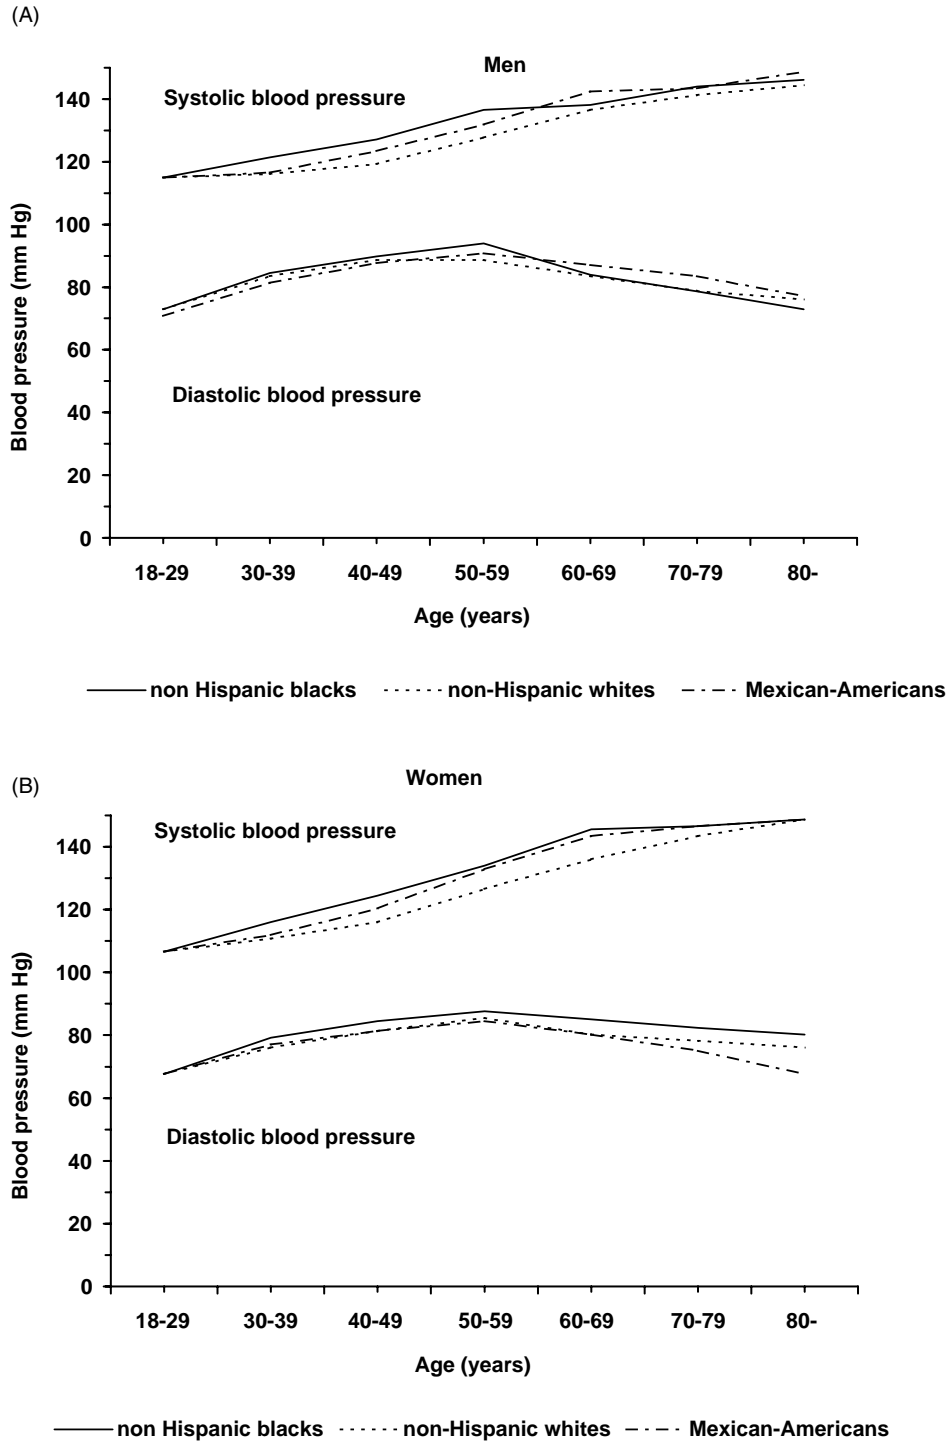 (A)
Men
Systolic blood pressure
Diastolic blood pressure
Blood pressure (mm Hg)
140
120
100
80
60
40
20
0
18-29 30-39 40-49 50-59 60-69 70-79 80-
Age (years)
non Hispanic blacks non-Hispanic whites Mexican-Americans
(B)
Women
Systolic blood pressure
Diastolic blood pressure
Blood pressure (mm Hg)
140
120
100
80
60
40
20
0
18-29 30-39 40-49 50-59 60-69 70-79 80-
Age (years)
non Hispanic blacks non-Hispanic whites Mexican-Americans